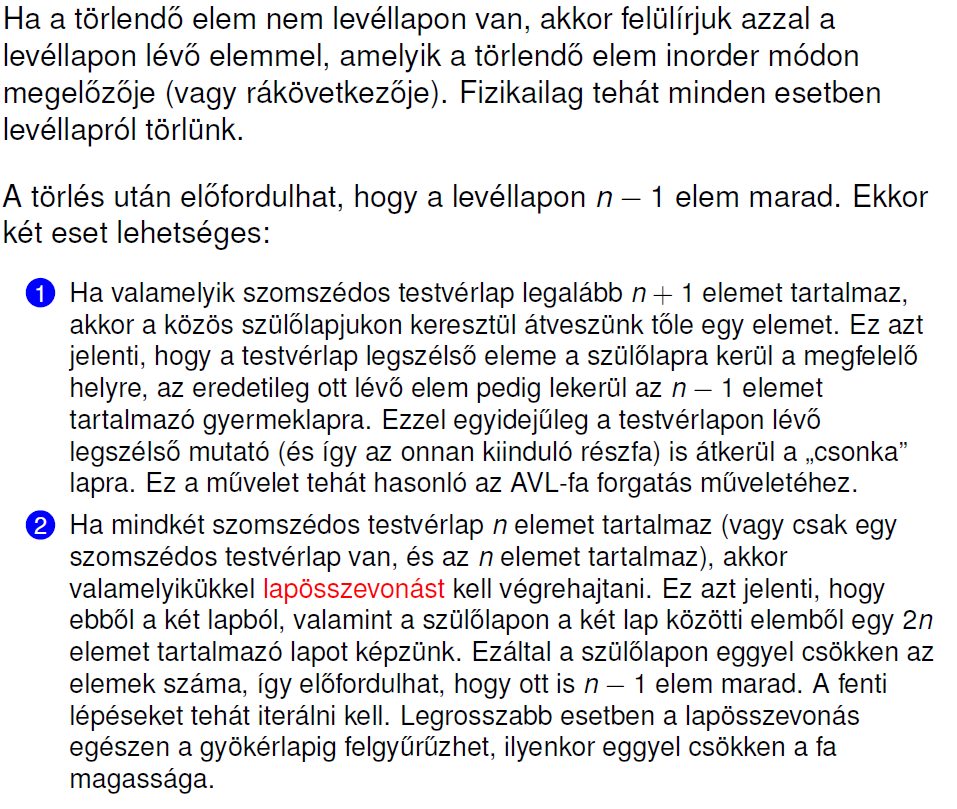 Ha a törlendő elem nem levéllapon van, akkor felülírjuk azzal a
levéllapon lévő elemmel, amelyik a törlendő elem inorder módon
megelőzője (vagy rákövetkezője). Fizikailag tehát minden esetben
levéllapról törlünk.
A törlés után előfordulhat, hogy a levéllapon n − 1 elem marad. Ekkor
két eset lehetséges:
1 Ha valamelyik szomszédos testvérlap legalább n + 1 elemet tartalmaz,
akkor a közös szülőlapjukon keresztül átveszünk tőle egy elemet. Ez azt
jelenti, hogy a testvérlap legszélső eleme a szülőlapra kerül a megfelelő
helyre, az eredetileg ott lévő elem pedig lekerül az n − 1 elemet
tartalmazó gyermeklapra. Ezzel egyidejűleg a testvérlapon lévő
legszélső mutató (és így az onnan kiinduló részfa) is átkerül a „csonka”
lapra. Ez a művelet tehát hasonló az AVL-fa forgatás műveletéhez.
2 Ha mindkét szomszédos testvérlap n elemet tartalmaz (vagy csak egy
szomszédos testvérlap van, és az n elemet tartalmaz), akkor
valamelyikükkel lapösszevonást kell végrehajtani. Ez azt jelenti, hogy
ebből a két lapból, valamint a szülőlapon a két lap közötti elemből egy 2n
elemet tartalmazó lapot képzünk. Ezáltal a szülőlapon eggyel csökken az
elemek száma, így előfordulhat, hogy ott is n − 1 elem marad. A fenti
lépéseket tehát iterálni kell. Legrosszabb esetben a lapösszevonás
egészen a gyökérlapig felgyűrűzhet, ilyenkor eggyel csökken a fa
magassága.